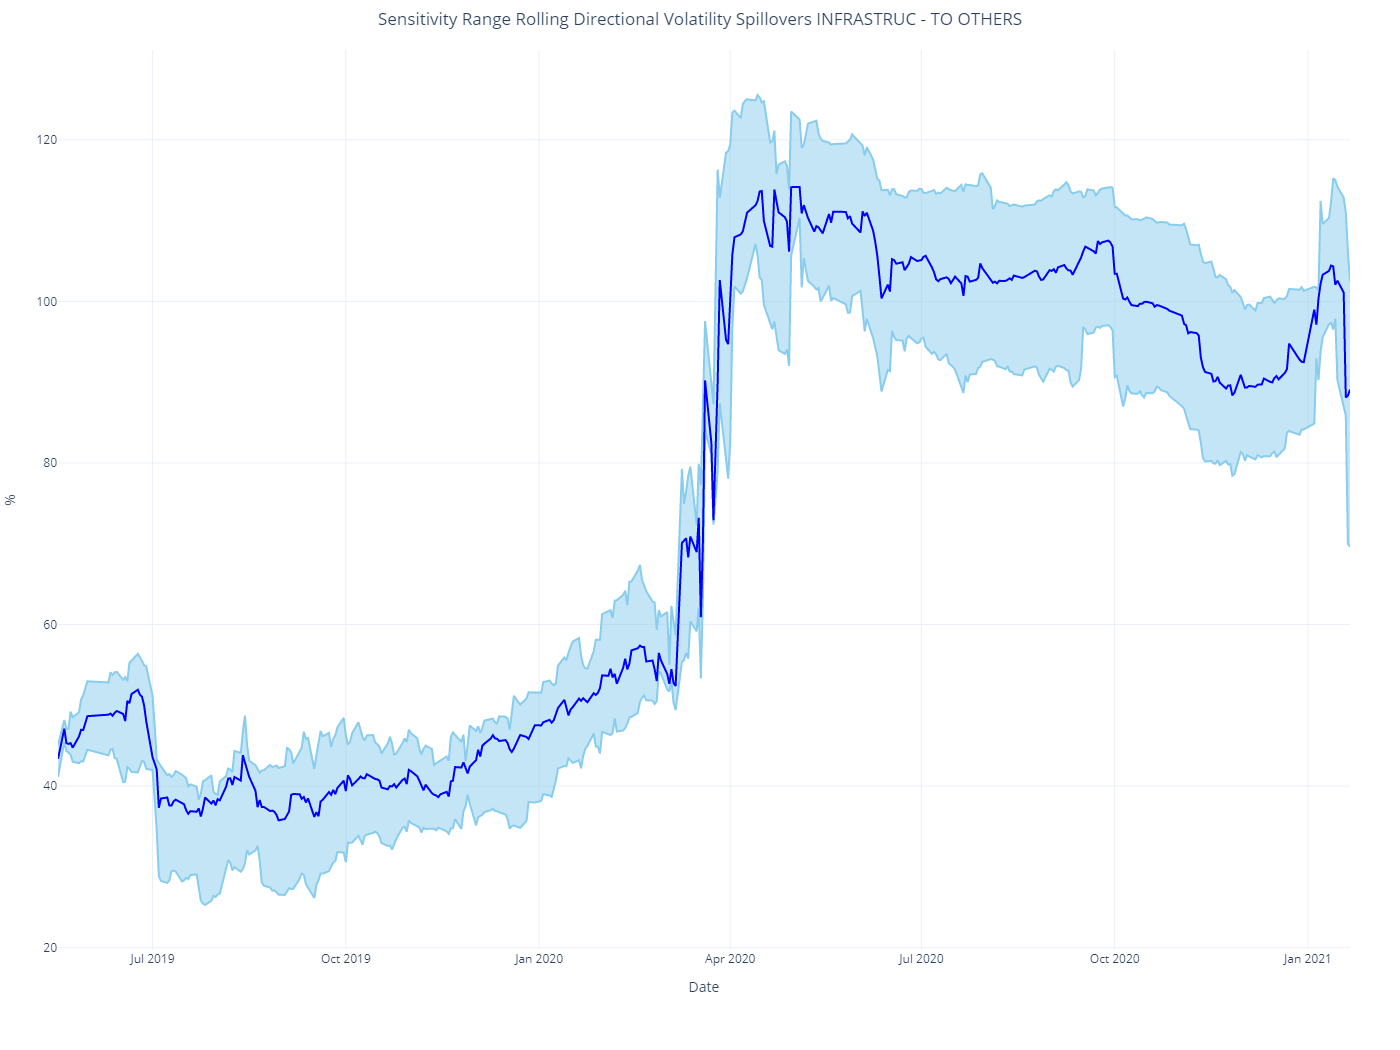 Sensitivity Range Rolling Directional Volatility Spillovers INFRASTRUC - TO OTHERS
120
100
80
60
40
20
%
Jul 2019
Oct 2019
Jan 2020
Apr 2020
Jul 2020
Oct 2020
Jan 2021
Date